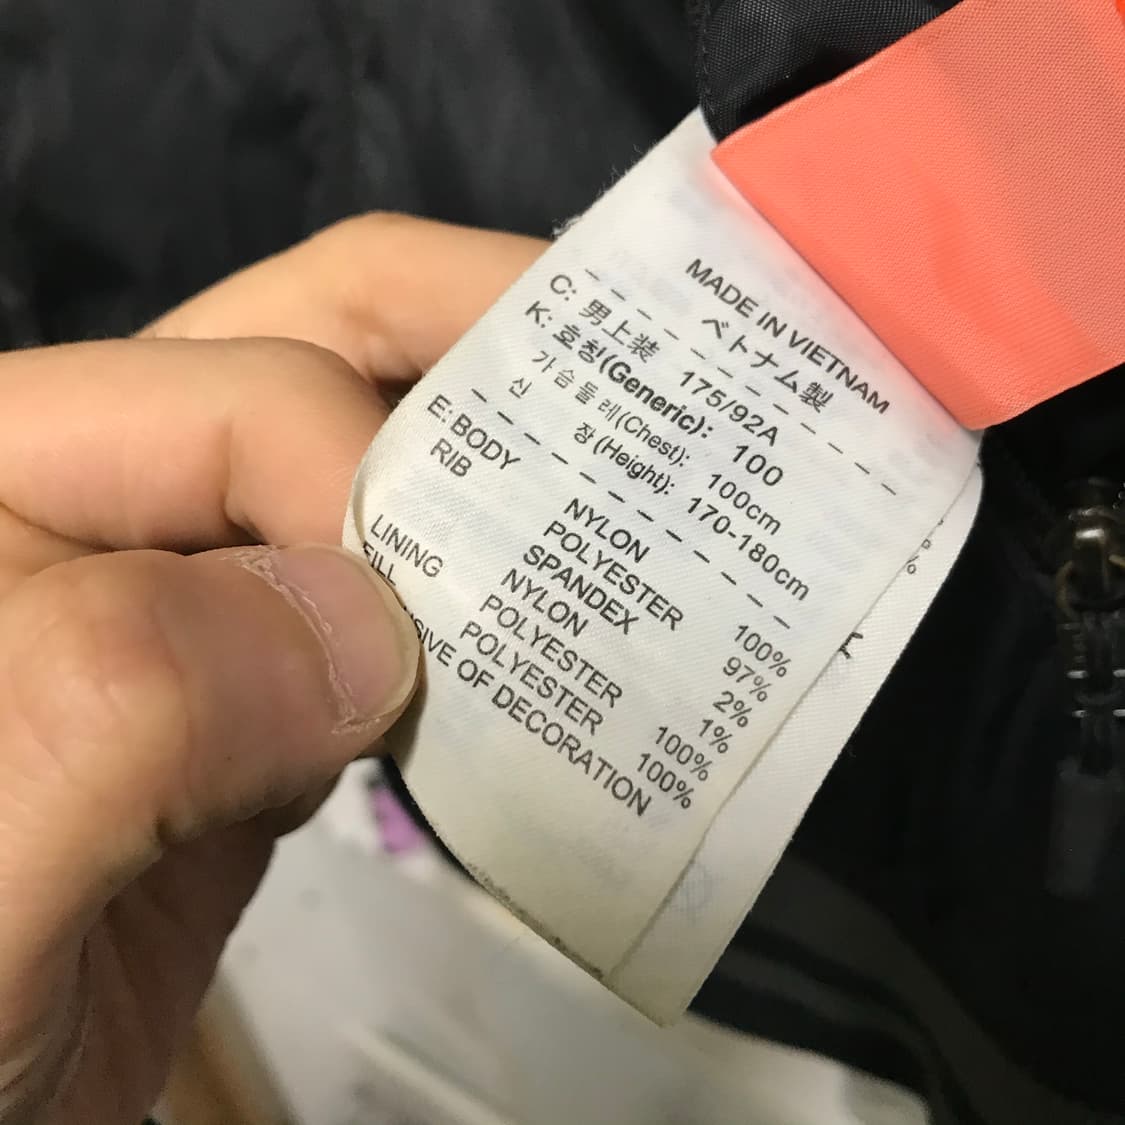 MADE IN VIETNAM
ベトナム製
C: 男上装 175/92A
K: 호칭(Generic): 100
가슴둘레(Chest): 100cm
신장(Height): 170-180cm
E: BODY NYLON 100%
RIB POLYESTER 97%
SPANDEX 2%
NYLON 1%
LINING POLYESTER 100%
FILL POLYESTER 100%
OF DECORATION